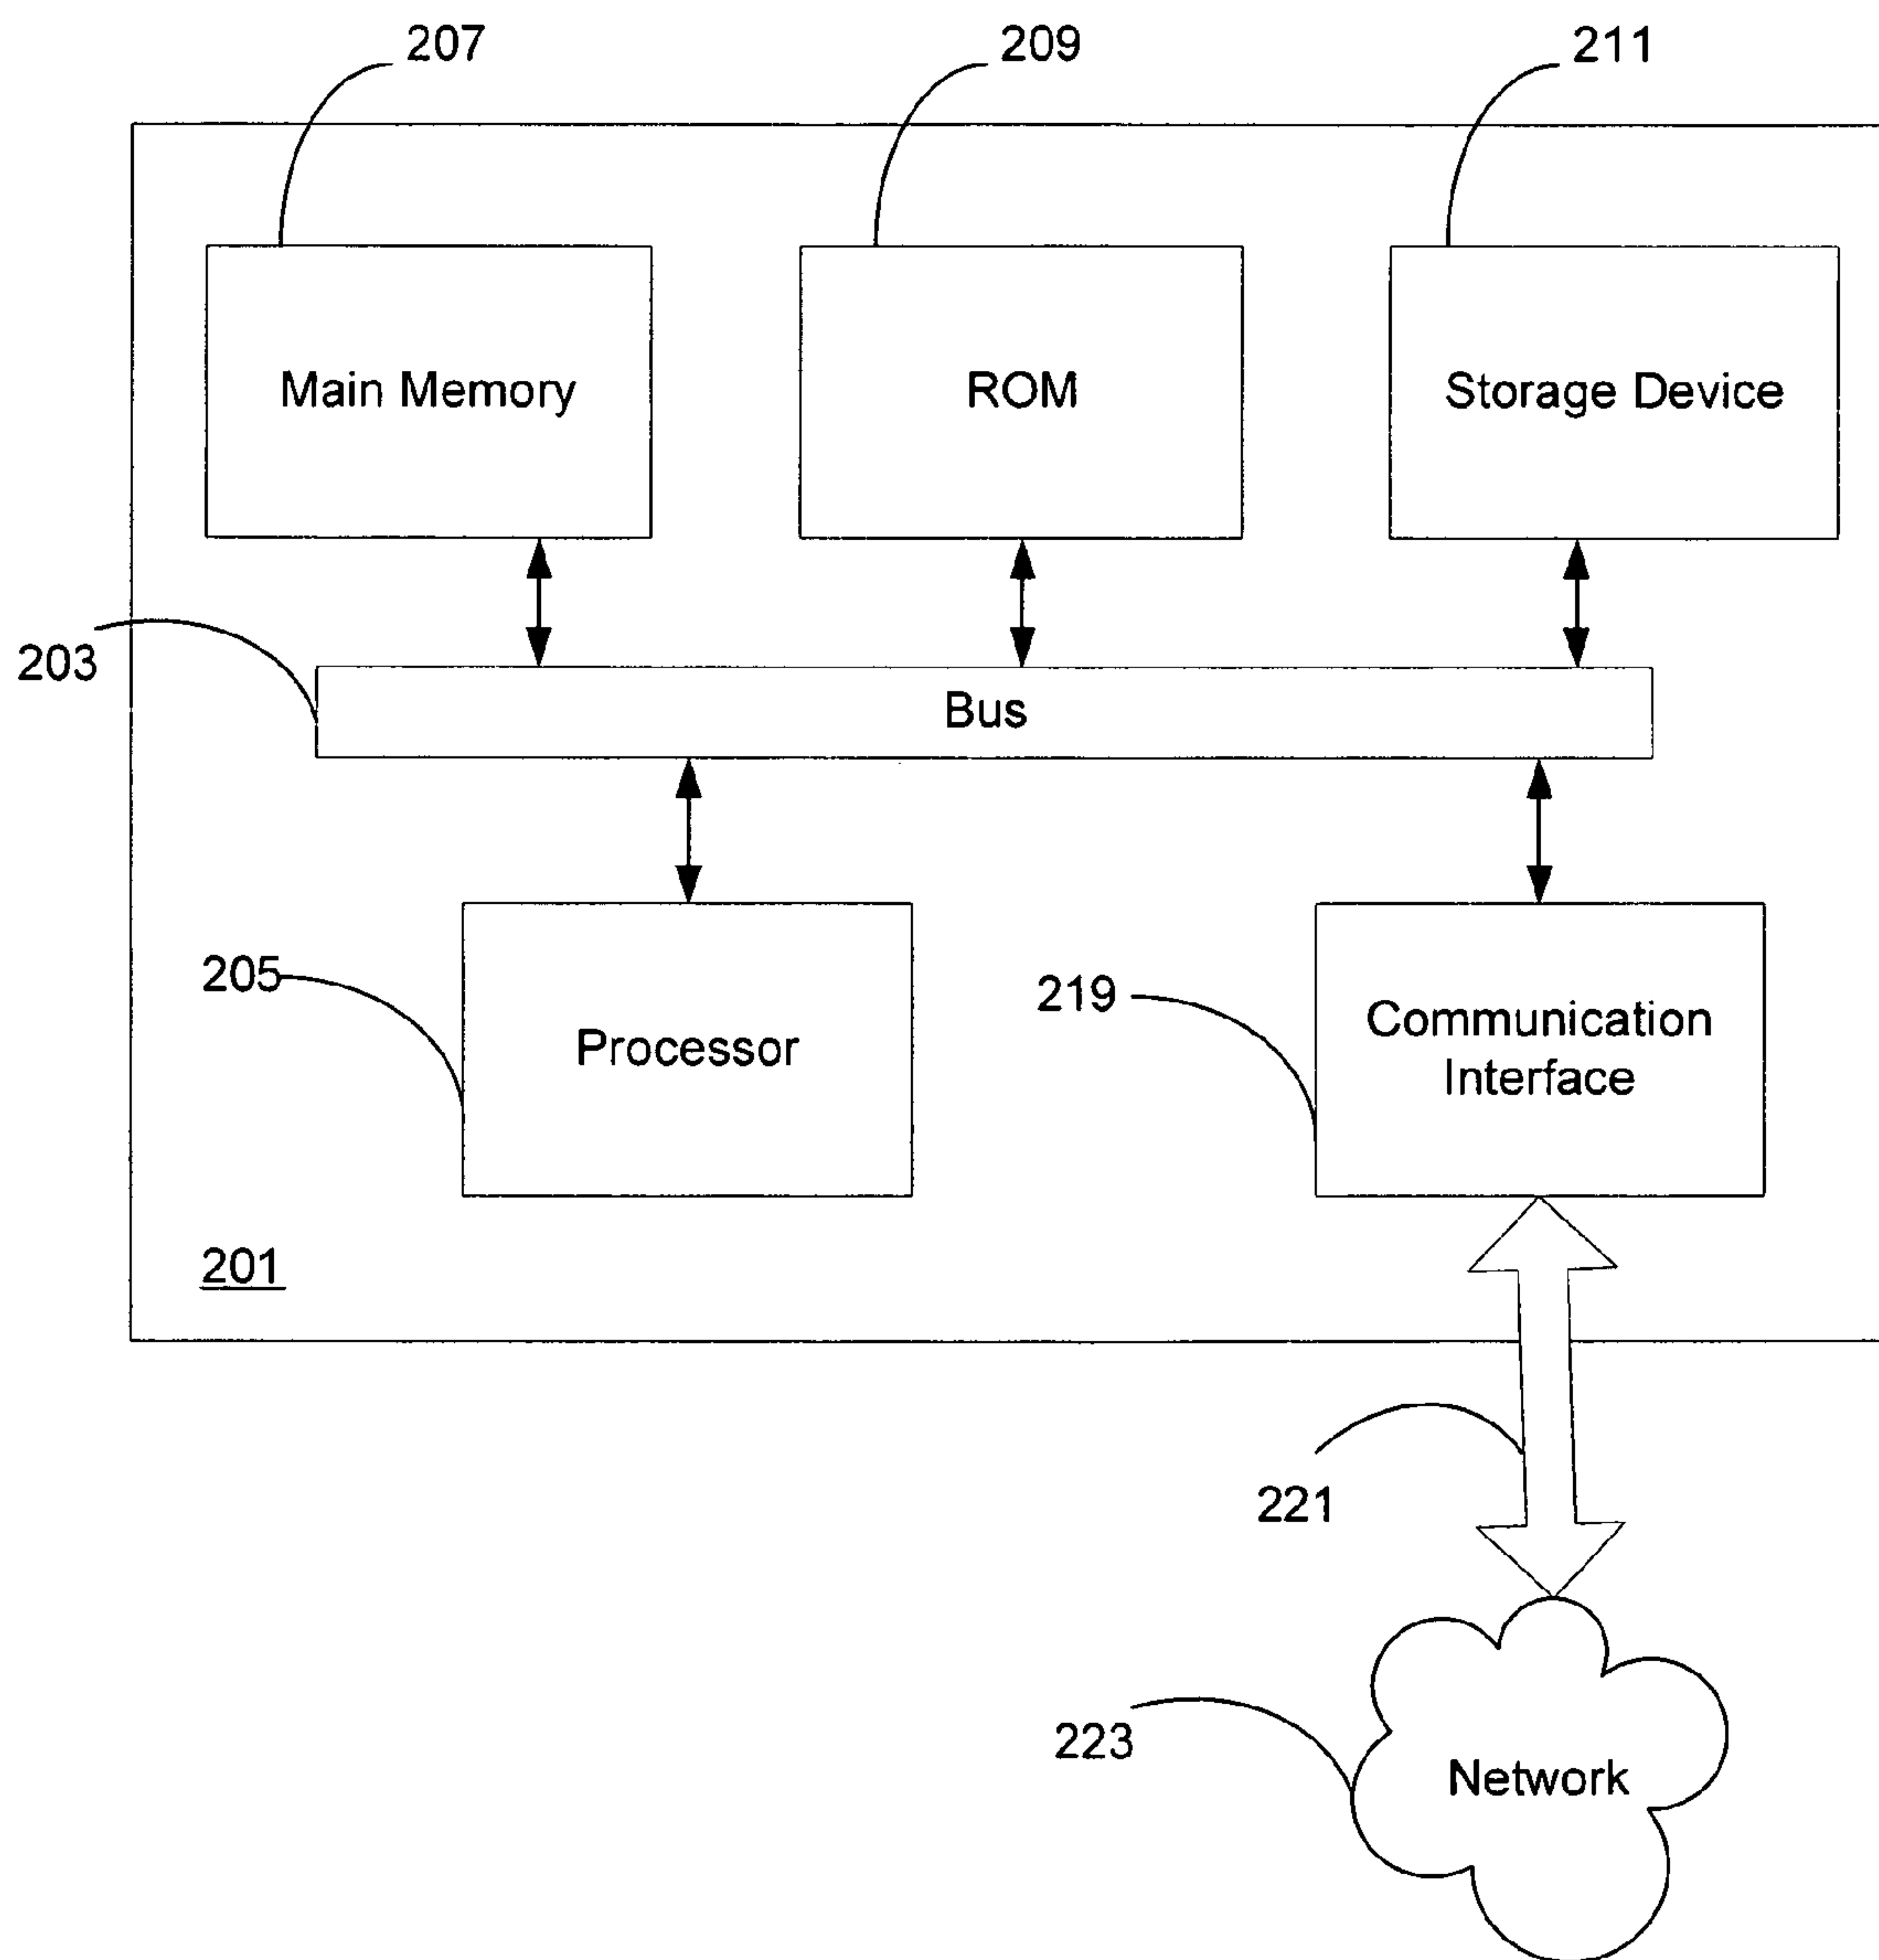 207
209
211
Main Memory
ROM
Storage Device
203
Bus
205
Processor
219
Communication
Interface
201
221
223
Network